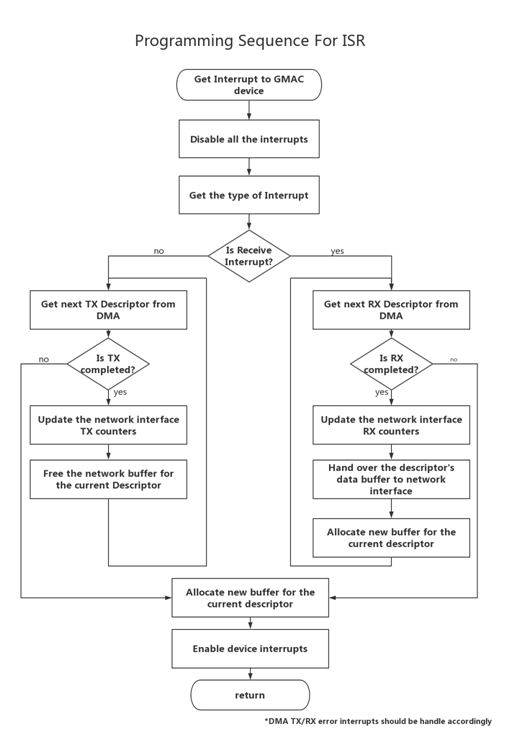 Programming Sequence For ISR
Get Interrupt to GMAC
device
Disable all the interrupts
Get the type of Interrupt
Is Receive
Interrupt?
no
yes
Get next TX Descriptor from
DMA
Is TX
completed?
no
yes
Update the network interface
TX counters
Free the network buffer for
the current Descriptor
Get next RX Descriptor from
DMA
Is RX
completed?
no
yes
Update the network interface
RX counters
Hand over the descriptor's
data buffer to network
interface
Allocate new buffer for the
current descriptor
Allocate new buffer for the
current descriptor
Enable device interrupts
return
*DMA TX/RX error interrupts should be handle accordingly